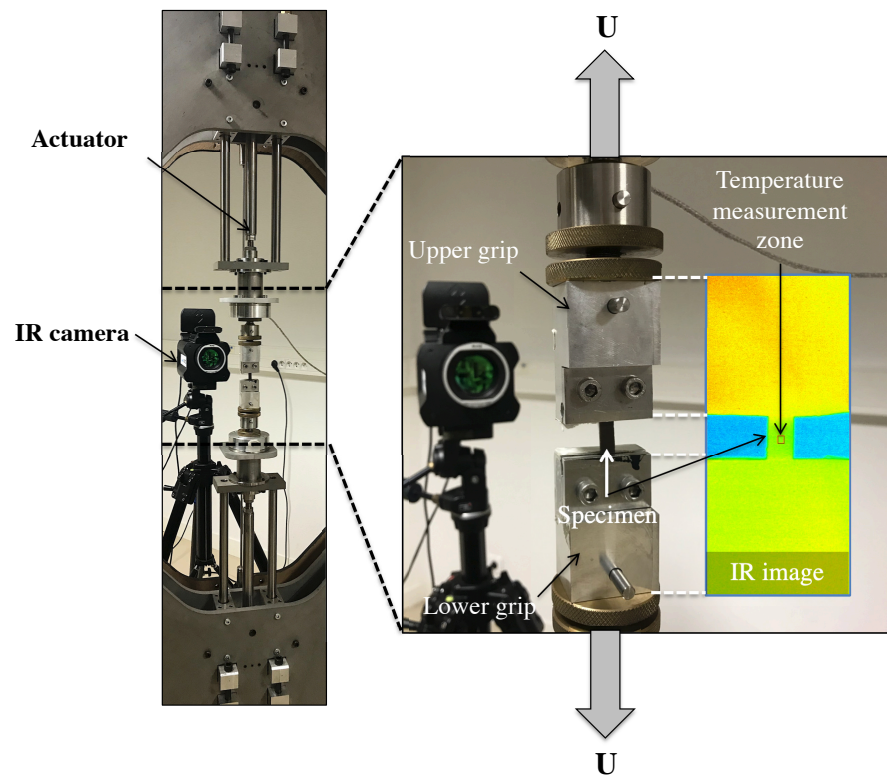 U
Actuator
Temperature
measurement
zone
Upper grip
IR camera
Specimen
IR image
Lower grip
U